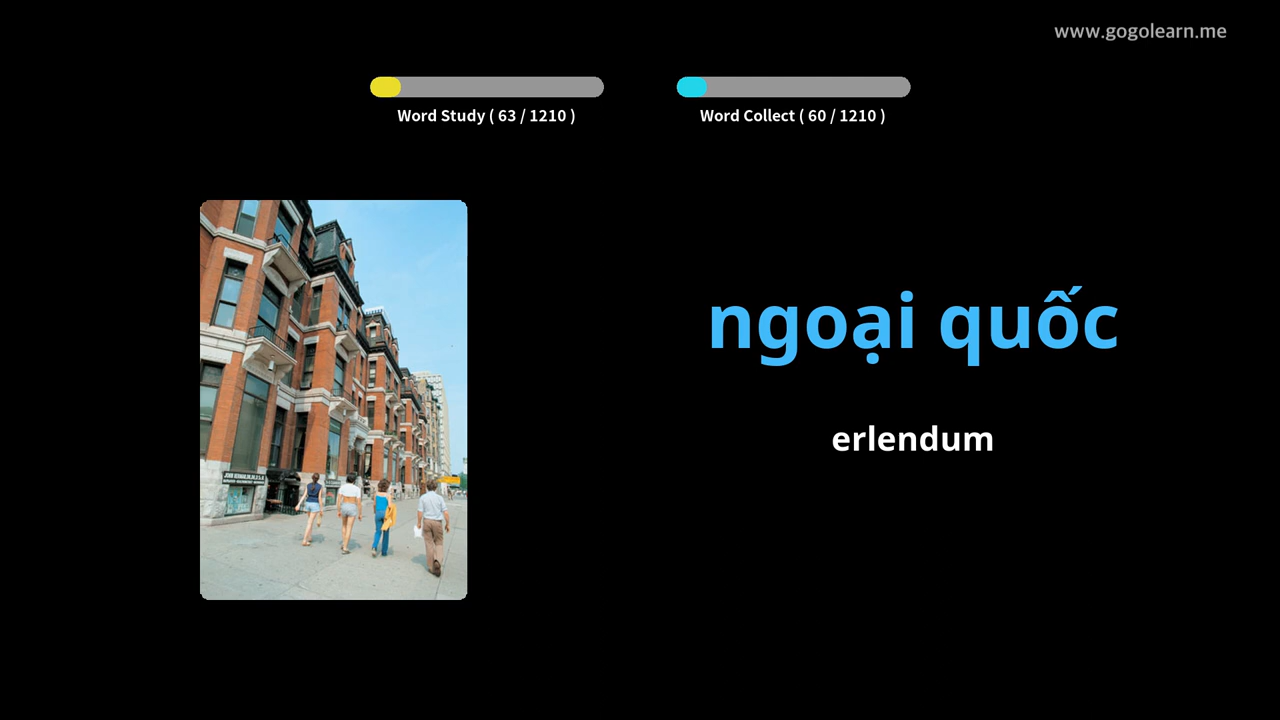 www.gogolearn.me
Word Study ( 63 / 1210 )
Word Collect ( 60 / 1210 )
ngoại quốc
erlendum